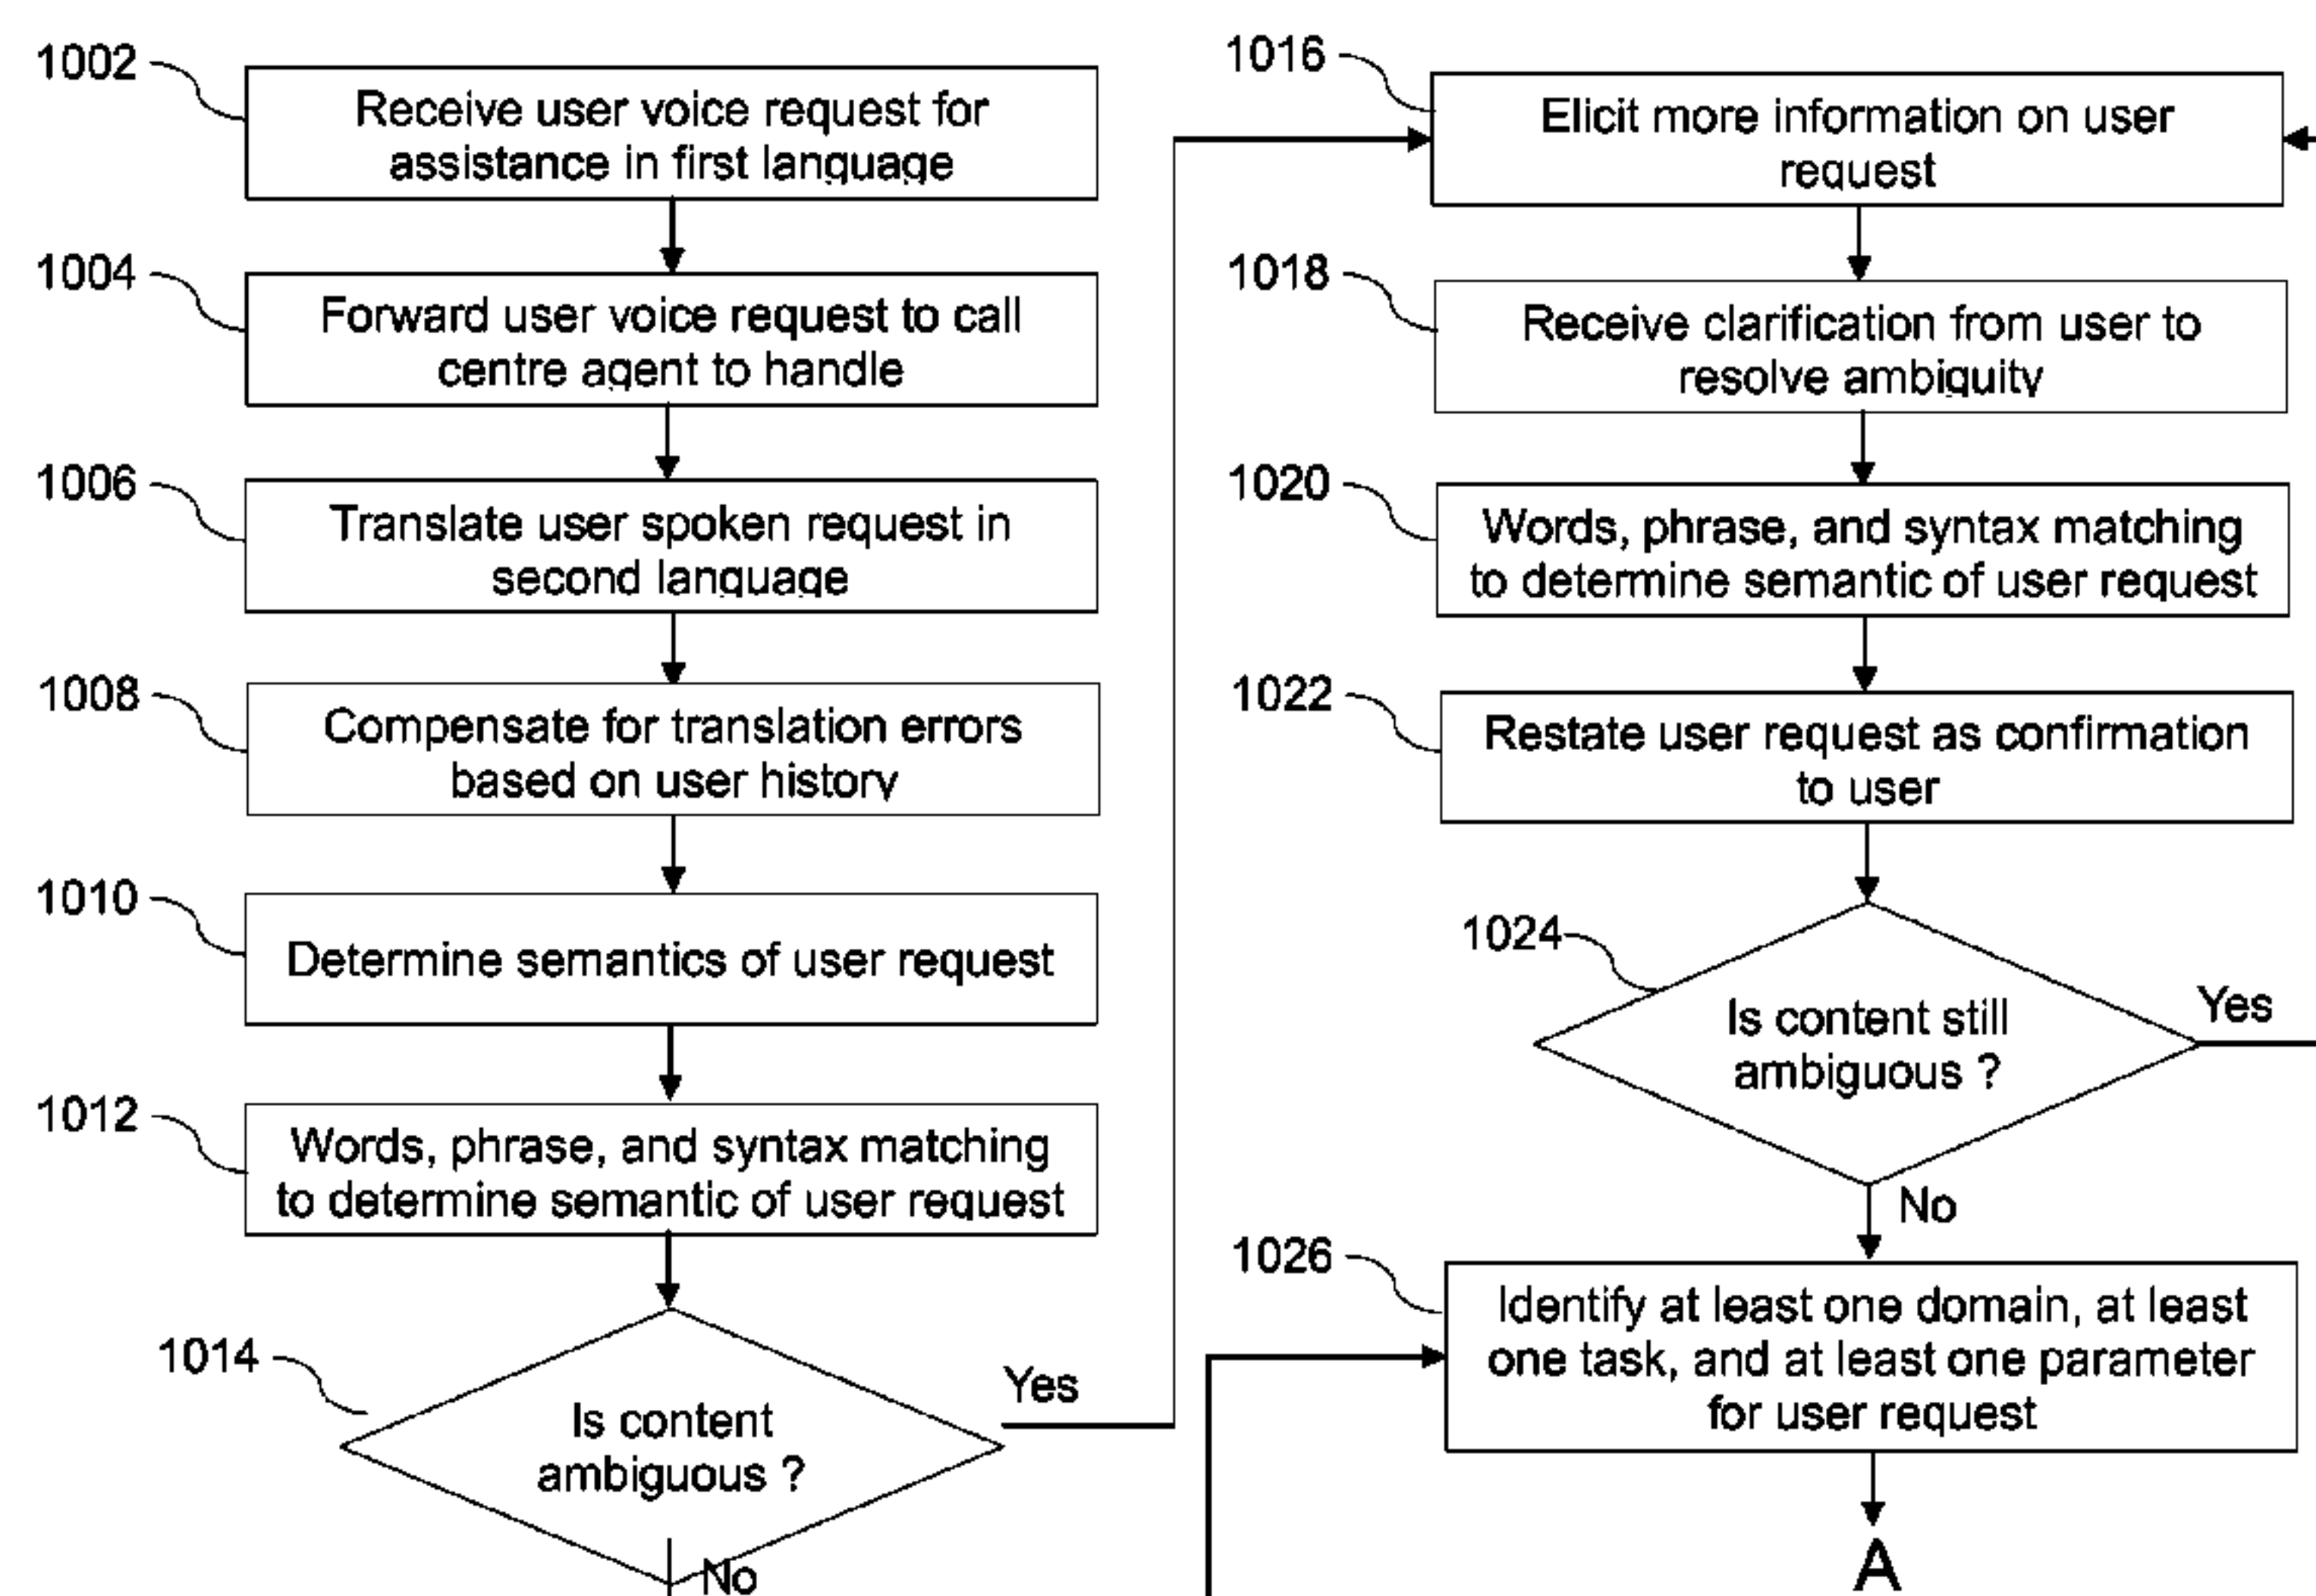 1002
Receive user voice request for
assistance in first language
1004
Forward user voice request to call
centre agent to handle
1006
Translate user spoken request in
second language
1008
Compensate for translation errors
based on user history
1010
Determine semantics of user request
1012
Words, phrase, and syntax matching
to determine semantic of user request
1014
Is content
ambiguous ?
Yes
No
1016
Elicit more information on user
request
1018
Receive clarification from user to
resolve ambiguity
1020
Words, phrase, and syntax matching
to determine semantic of user request
1022
Restate user request as confirmation
to user
1024
Is content still
ambiguous ?
Yes
No
1026
Identify at least one domain, at least
one task, and at least one parameter
for user request
A